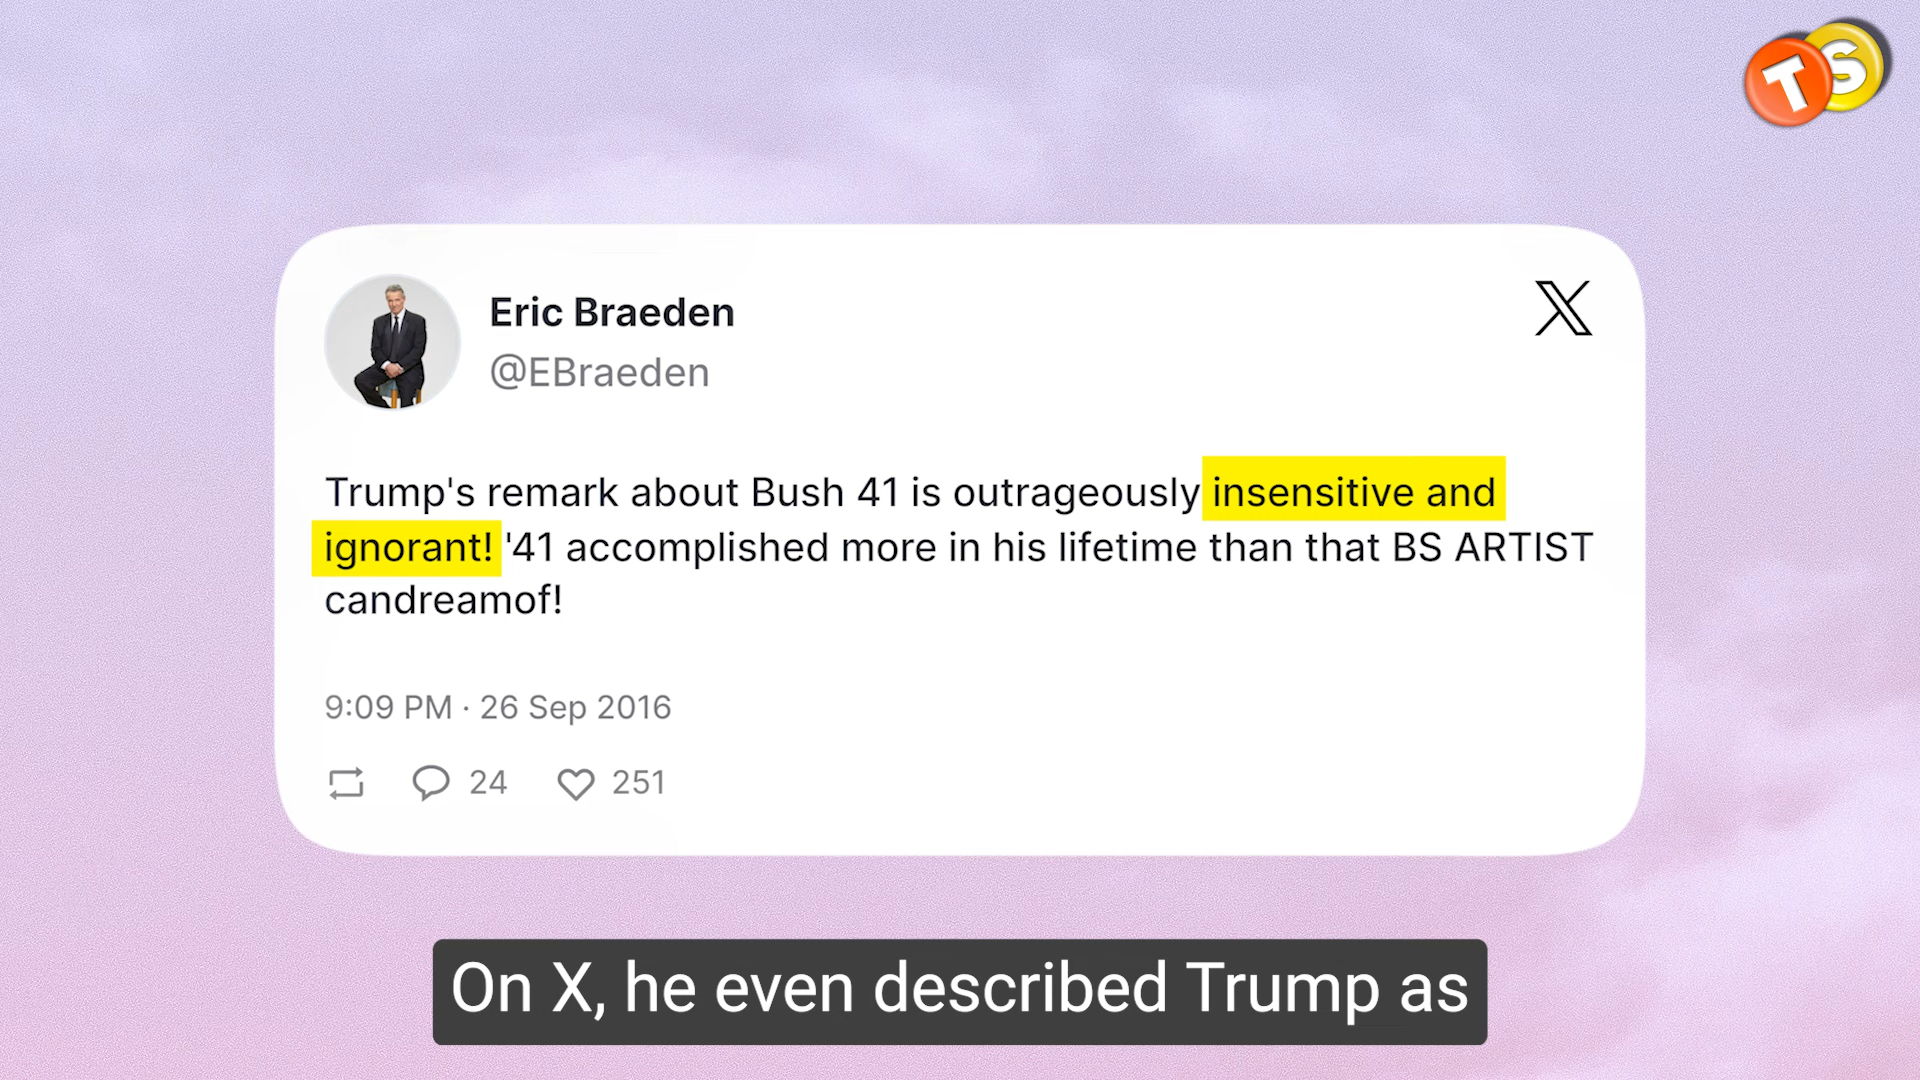 TS
Eric Braeden
@EBraeden
Trump's remark about Bush 41 is outrageously insensitive and
ignorant! '41 accomplished more in his lifetime than that BS ARTIST
candreamof!
9:09 PM · 26 Sep 2016
24 251
On X, he even described Trump as